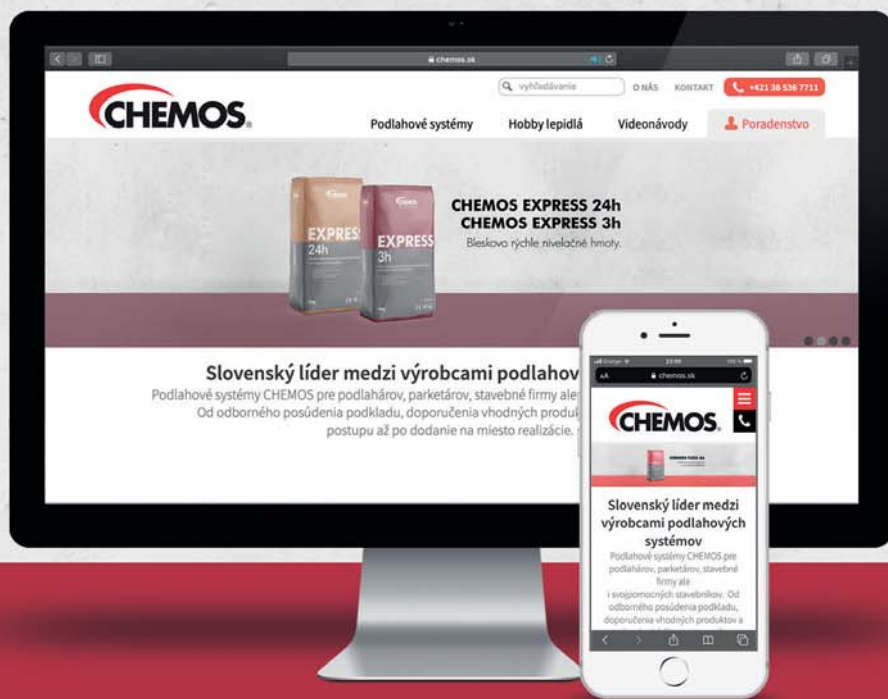 chemos.sk
CHEMOS®
vyhľadávanie
O NÁS
KONTAKT
+421 38 536 7711
Podlahové systémy
Hobby lepidlá
Videonávody
Poradenstvo
EXPRESS
24h
EXPRESS
3h
CHEMOS EXPRESS 24h
CHEMOS EXPRESS 3h
Bleskovo rýchle nivelačné hmoty.
Slovenský líder medzi výrobcami podlahov
Podlahové systémy CHEMOS pre podlahárov, parketárov, stavebné firmy ale
Od odborného posúdenia podkladu, doporučenia vhodných produk
postupu až po dodanie na miesto realizácie.
23:00
AA
chemos.sk
CHEMOS®
Slovenský líder medzi
výrobcami podlahových
systémov
Podlahové systémy CHEMOS pre
podlahárov, parketárov, stavebné
firmy ale
i svojpomocných stavebníkov. Od
odborného posúdenia podkladu,
doporučenia vhodných produktov a